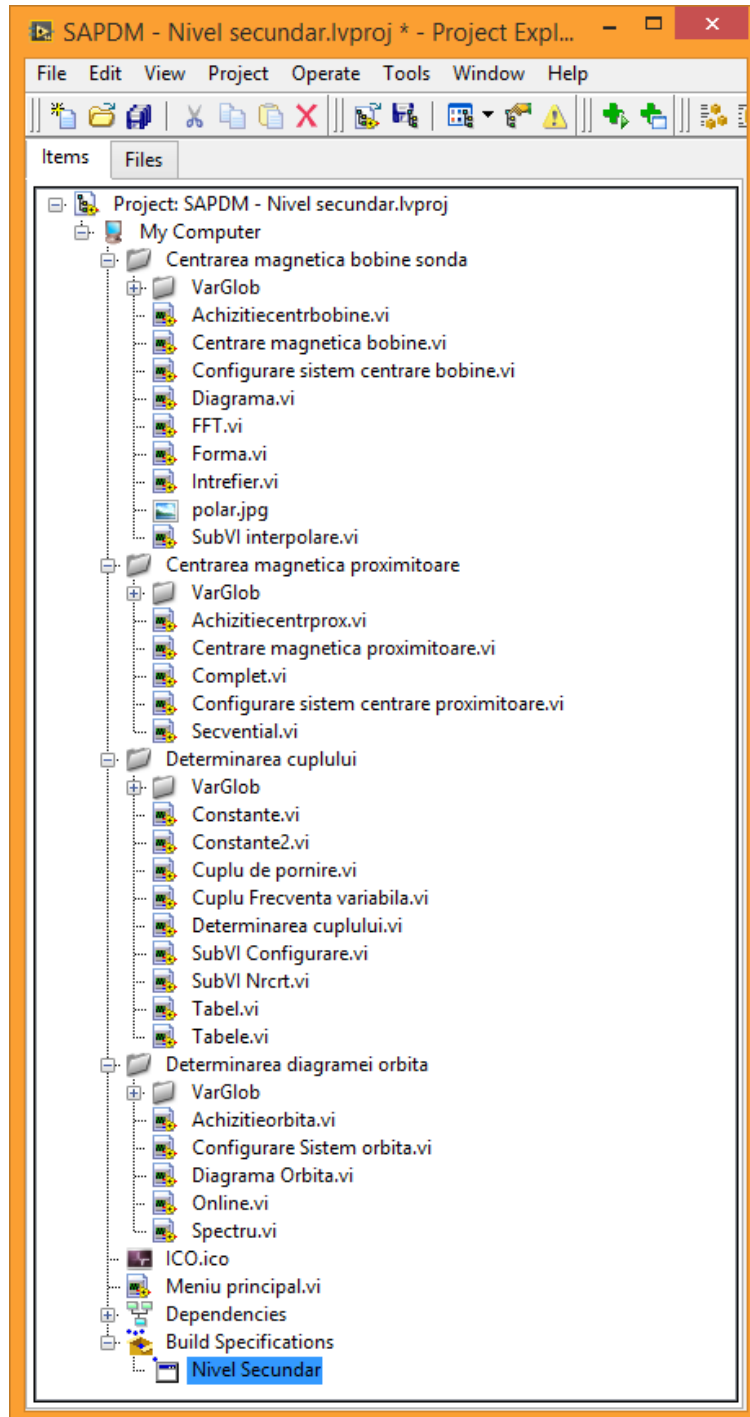 SAPDM - Nivel secundar.lvproj * - Project Expl...
File Edit View Project Operate Tools Window Help
Items Files
Project: SAPDM - Nivel secundar.lvproj
My Computer
Centrarea magnetica bobine sonda
VarGlob
Achizitiecentrbobine.vi
Centrare magnetica bobine.vi
Configurare sistem centrare bobine.vi
Diagrama.vi
FFT.vi
Forma.vi
Intrefier.vi
polar.jpg
SubVI interpolare.vi
Centrarea magnetica proximitoare
VarGlob
Achizitiecentrprox.vi
Centrare magnetica proximitoare.vi
Complet.vi
Configurare sistem centrare proximitoare.vi
Secvential.vi
Determinarea cuplului
VarGlob
Constante.vi
Constante2.vi
Cuplu de pornire.vi
Cuplu Frecventa variabila.vi
Determinarea cuplului.vi
SubVI Configurare.vi
SubVI Nrcrt.vi
Tabel.vi
Tabele.vi
Determinarea diagramei orbita
VarGlob
Achizitieorbita.vi
Configurare Sistem orbita.vi
Diagrama Orbita.vi
Online.vi
Spectru.vi
ICO.ico
Meniu principal.vi
Dependencies
Build Specifications
Nivel Secundar